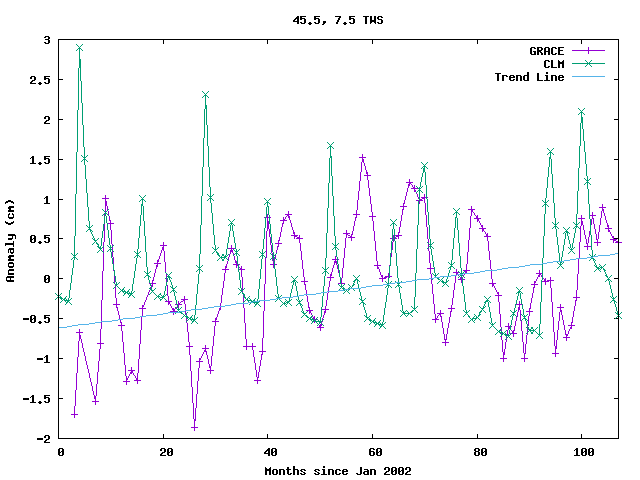 45.5, 7.5 TWS
GRACE
CLM
Trend Line
3
2.5
2
1.5
1
0.5
0
-0.5
-1
-1.5
-2
Anomaly (cm)
0 20 40 60 80 100
Months since Jan 2002